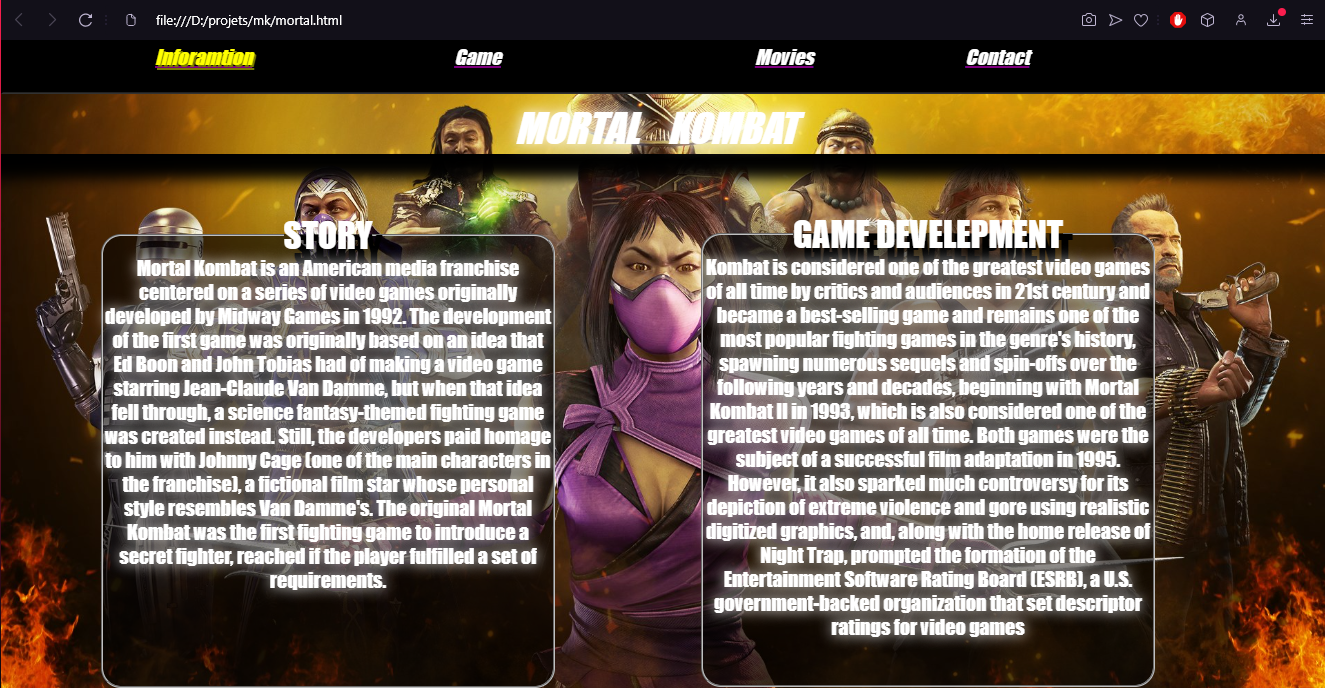 file:///D:/projets/mk/mortal.html
Inforamtion Game Movies Contact
MORTAL KOMBAT
STORY
Mortal Kombat is an American media franchise
centered on a series of video games originally
developed by Midway Games in 1992. The development
of the first game was originally based on an idea that
Ed Boon and John Tobias had of making a video game
starring Jean-Claude Van Damme, but when that idea
fell through, a science fantasy-themed fighting game
was created instead. Still, the developers paid homage
to him with Johnny Cage (one of the main characters in
the franchise), a fictional film star whose personal
style resembles Van Damme's. The original Mortal
Kombat was the first fighting game to introduce a
secret fighter, reached if the player fulfilled a set of
requirements.
GAME DEVELEPMENT
Kombat is considered one of the greatest video games
of all time by critics and audiences in 21st century and
became a best-selling game and remains one of the
most popular fighting games in the genre's history,
spawning numerous sequels and spin-offs over the
following years and decades, beginning with Mortal
Kombat II in 1993, which is also considered one of the
greatest video games of all time. Both games were the
subject of a successful film adaptation in 1995.
However, it also sparked much controversy for its
depiction of extreme violence and gore using realistic
digitized graphics, and, along with the home release of
Night Trap, prompted the formation of the
Entertainment Software Rating Board (ESRB), a U.S.
government-backed organization that set descriptor
ratings for video games